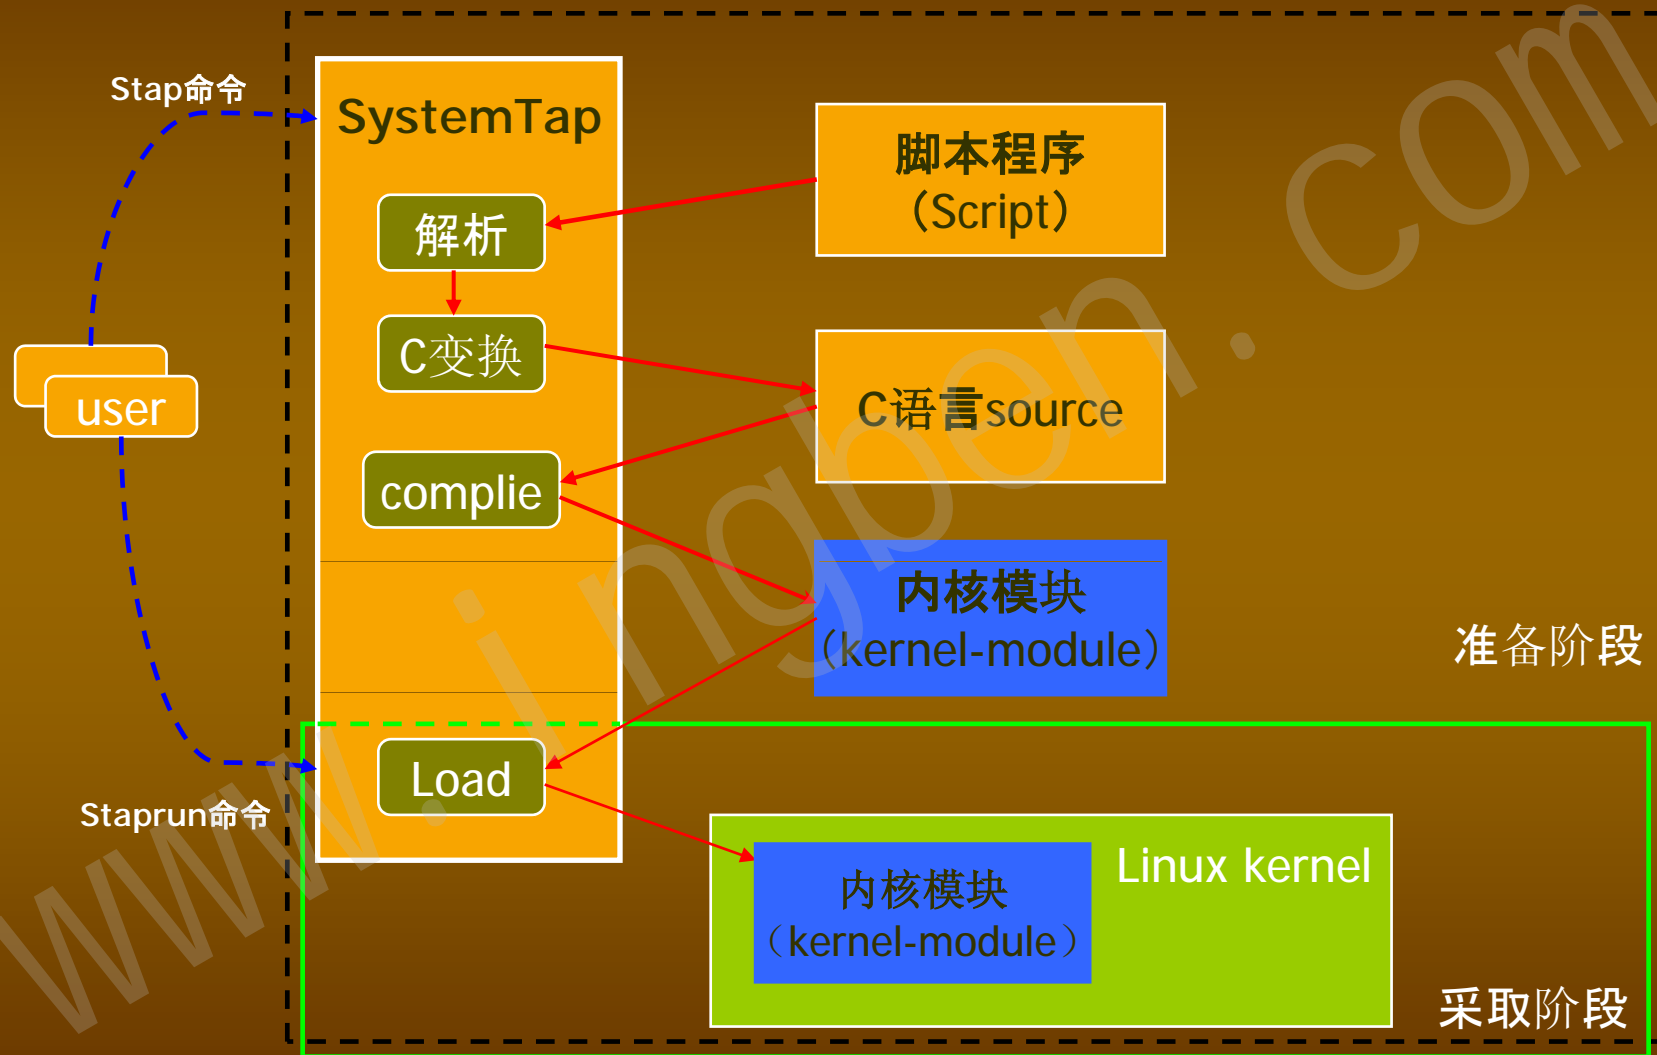 Stap命令
SystemTap
脚本程序
（Script）
解析
C变换
C语言source
user
complie
内核模块
（kernel-module）
准备阶段
Load
Staprun命令
Linux kernel
内核模块
（kernel-module）
采取阶段
www.ingben.com